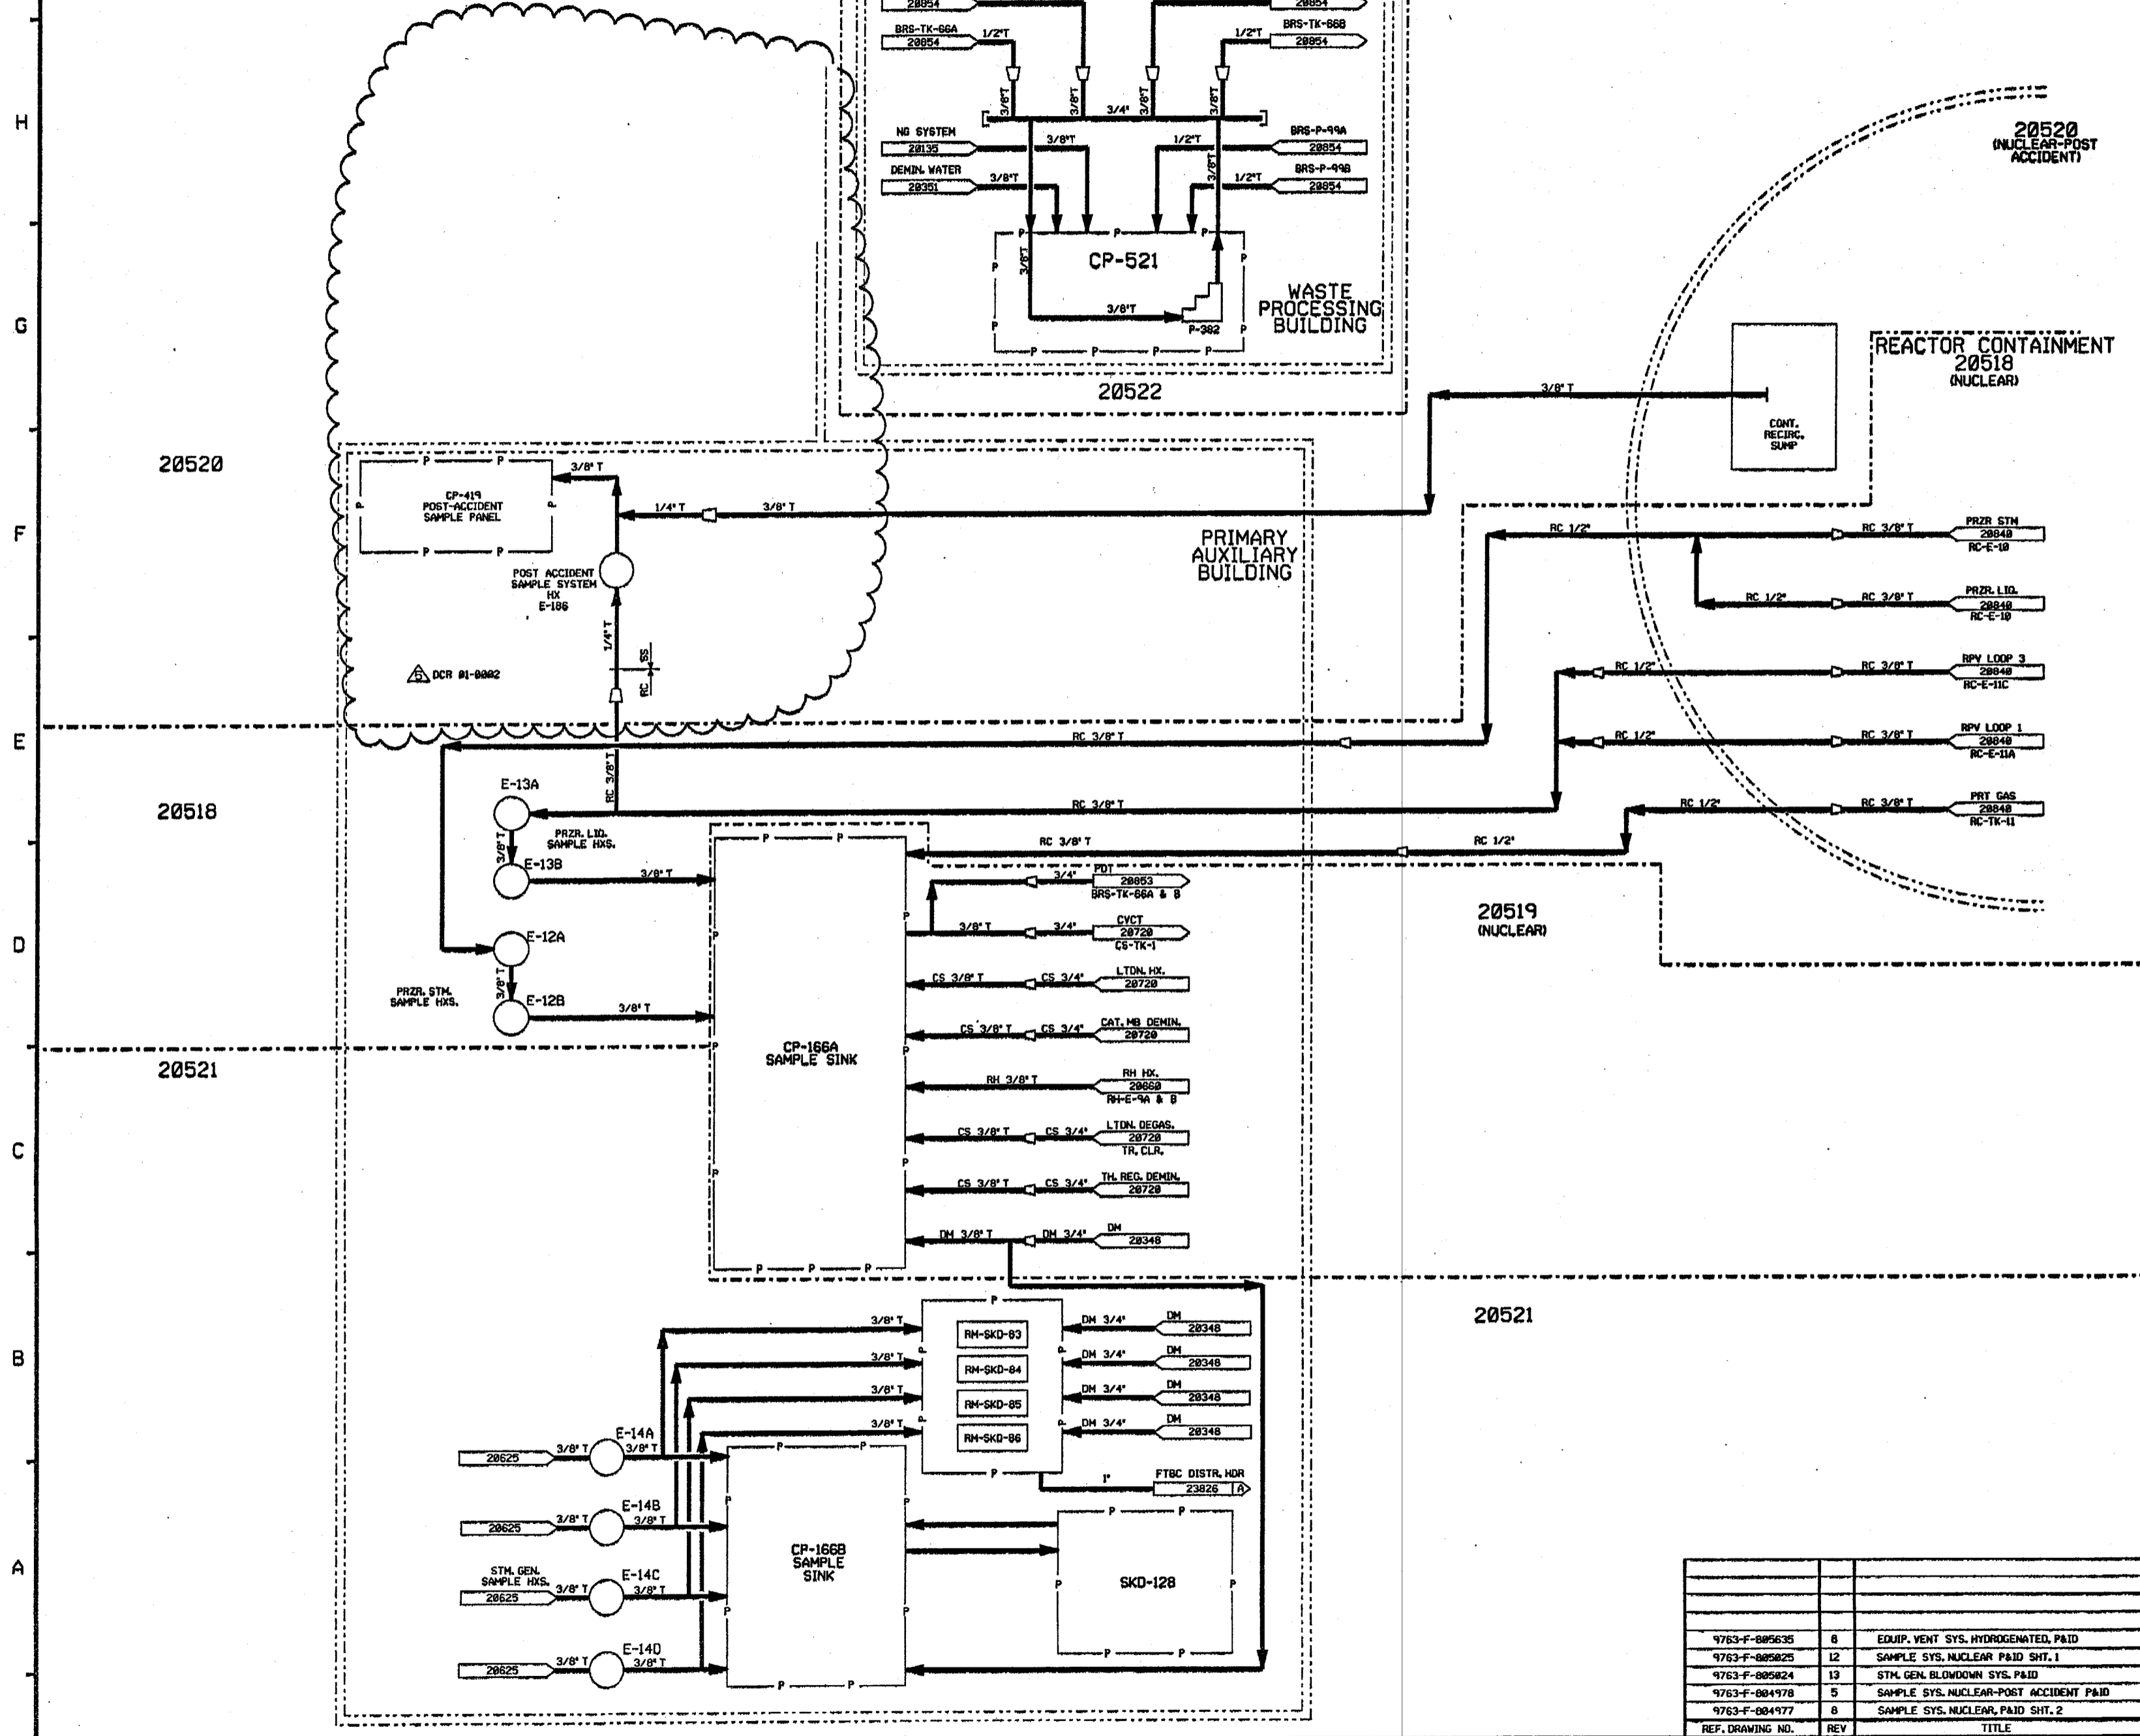 20854
20854
BRS-TK-66A
20854
1/2"T
1/2"T
BRS-TK-66B
20854
3/8"T
3/8"T
3/4"
3/8"T
3/8"T
H
NG SYSTEM
20135
3/8"T
1/2"T
BRS-P-99A
20854
DEMIN. WATER
20351
3/8"T
3/8"T
1/2"T
BRS-P-99B
20854
20520
(NUCLEAR-POST
ACCIDENT)
P
P
P
3/8"T
CP-521
P
P
WASTE
PROCESSING
BUILDING
3/8"T
P-382
P
P
P
P
P
P
G
20522
REACTOR CONTAINMENT
20518
(NUCLEAR)
3/8" T
CONT.
RECIRC.
SUMP
20520
P
P
3/8" T
CP-419
POST-ACCIDENT
SAMPLE PANEL
P
P
P
P
1/4" T
3/8" T
F
PRIMARY
AUXILIARY
BUILDING
POST ACCIDENT
SAMPLE SYSTEM
HX
E-186
RC 1/2"
RC 3/8" T
PRZR STM
20840
RC-E-10
RC 1/2"
RC 3/8" T
PRZR. LIQ.
20840
RC-E-10
1/4" T
SS
RC
5 DCR 01-0002
RC 1/2"
RC 3/8" T
RPV LOOP 3
20840
RC-E-11C
E
RC 3/8" T
RC 1/2"
RC 3/8" T
RPV LOOP 1
20840
RC-E-11A
RC 3/8" T
E-13A
20518
RC 3/8" T
RC 1/2"
RC 3/8" T
PRT GAS
20840
RC-TK-11
3/8" T
PRZR. LIQ.
SAMPLE HXS.
P
P
RC 3/8" T
RC 1/2"
E-13B
3/8" T
3/4"
PDT
20853
BRS-TK-66A & B
20519
(NUCLEAR)
D
P
P
3/8" T
3/4"
CVCT
20720
CS-TK-1
E-12A
3/8" T
PRZR. STM.
SAMPLE HXS.
E-12B
3/8" T
CS 3/8" T
CS 3/4"
LTDN. HX.
20720
CS 3/8" T
CS 3/4"
CAT. MB DEMIN.
20720
P
P
CP-166A
SAMPLE SINK
20521
RH 3/8" T
RH HX.
20660
RH-E-9A & B
C
CS 3/8" T
CS 3/4"
LTDN. DEGAS.
20720
TR. CLR.
P
P
CS 3/8" T
CS 3/4"
TH. REG. DEMIN.
20720
DM 3/8" T
DM 3/4"
DM
20348
P
P
P
20521
P
3/8" T
RM-SKD-83
DM 3/4"
DM
20348
B
P
P
3/8" T
RM-SKD-84
DM 3/4"
DM
20348
3/8" T
RM-SKD-85
DM 3/4"
DM
20348
P
P
3/8" T
RM-SKD-86
DM 3/4"
DM
20348
E-14A
20625
3/8" T
3/8" T
P
P
P
1"
FTBC DISTR. HDR
23826 A
P
E-14B
20625
3/8" T
3/8" T
P
P
A
CP-166B
SAMPLE
SINK
STM. GEN.
SAMPLE HXS.
E-14C
20625
3/8" T
3/8" T
P
SKD-128
P
P
P
E-14D
20625
3/8" T
3/8" T
P
P
P
P
9763-F-805635 6 EQUIP. VENT SYS. HYDROGENATED, P&ID
9763-F-805025 12 SAMPLE SYS. NUCLEAR P&ID SHT. 1
9763-F-805024 13 STM. GEN. BLOWDOWN SYS. P&ID
9763-F-804978 5 SAMPLE SYS. NUCLEAR-POST ACCIDENT P&ID
9763-F-804977 8 SAMPLE SYS. NUCLEAR, P&ID SHT. 2
REF. DRAWING NO. REV TITLE